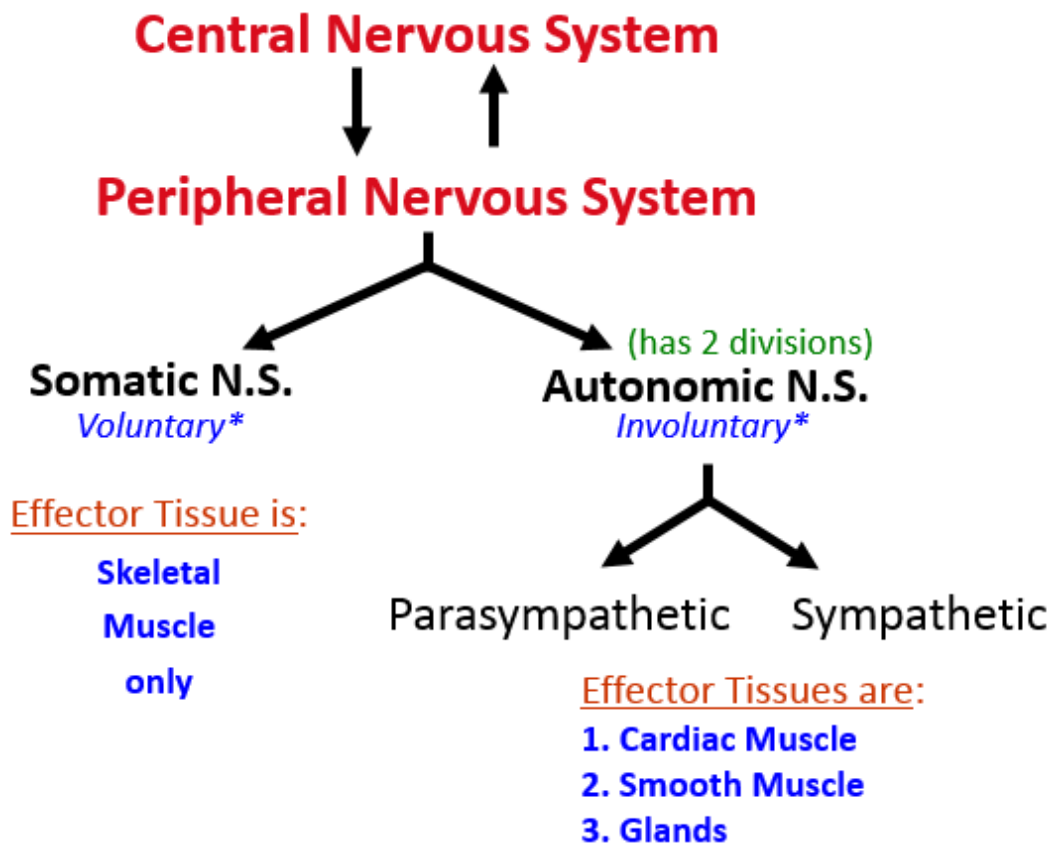 Central Nervous System
Peripheral Nervous System
Somatic N.S.
Voluntary*
Effector Tissue is:
Skeletal
Muscle
only
(has 2 divisions)
Autonomic N.S.
Involuntary*
Parasympathetic
Sympathetic
Effector Tissues are:
1. Cardiac Muscle
2. Smooth Muscle
3. Glands